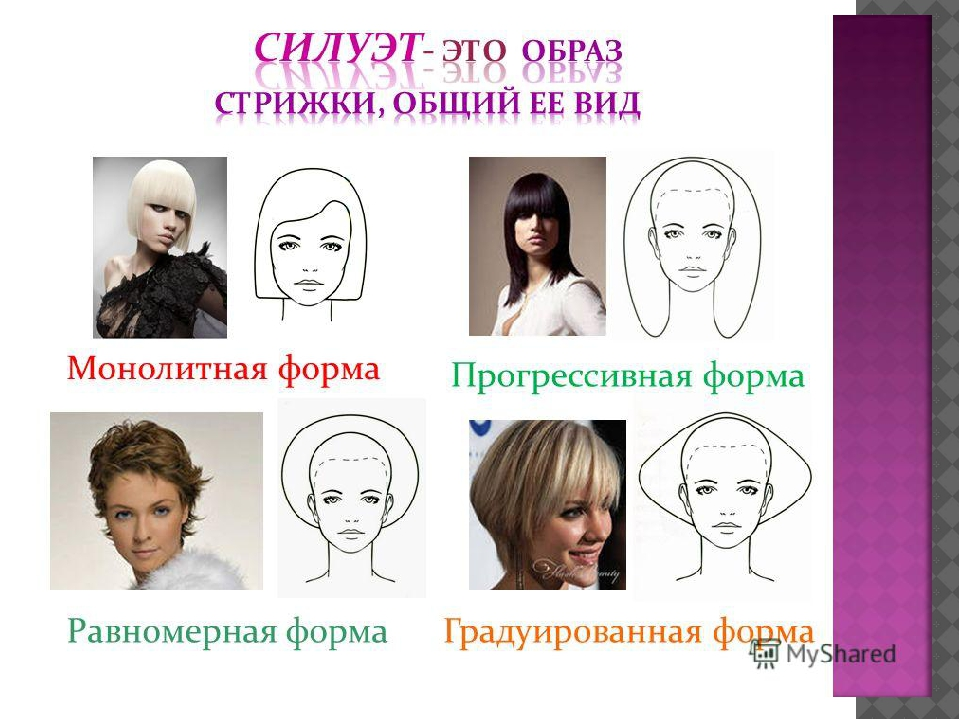 СИЛУЭТ- ЭТО ОБРАЗ
СТРИЖКИ, ОБЩИЙ ЕЕ ВИД
Монолитная форма
Прогрессивная форма
Равномерная форма
Градуированная форма
MyShared